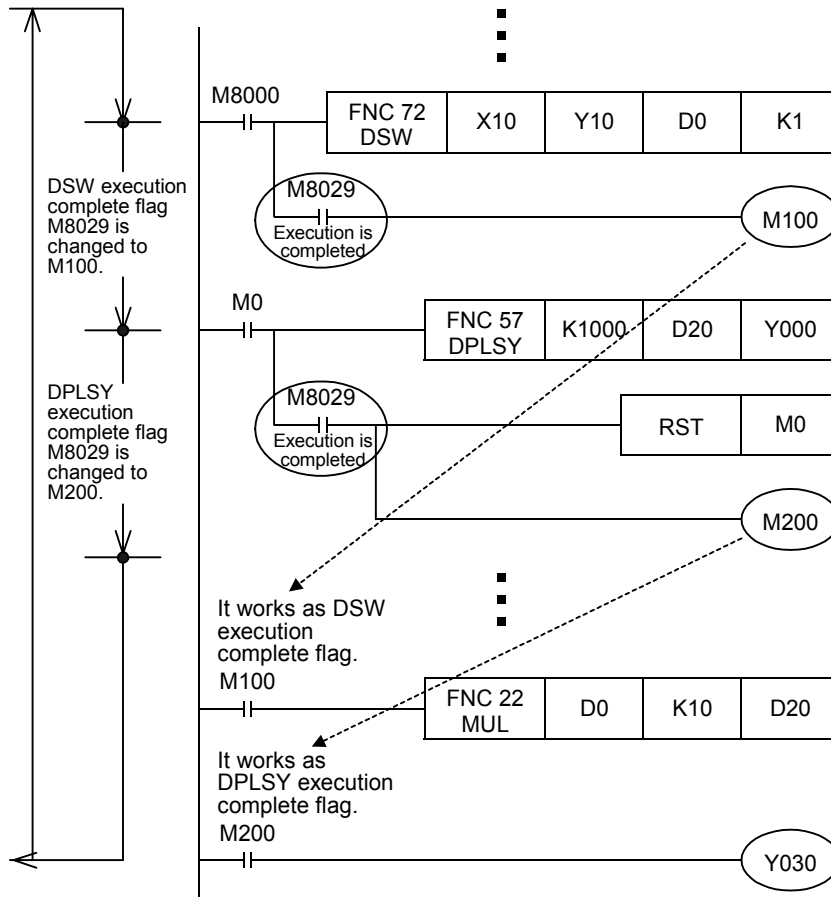 M8000
FNC 72
DSW
X10
Y10
D0
K1
DSW execution
complete flag
M8029 is
changed to
M100.
M8029
Execution is
completed
M100
M0
FNC 57
DPLSY
K1000
D20
Y000
DPLSY
execution
complete flag
M8029 is
changed to
M200.
M8029
Execution is
completed
RST
M0
M200
It works as DSW
execution
complete flag.
M100
FNC 22
MUL
D0
K10
D20
It works as
DPLSY execution
complete flag.
M200
Y030